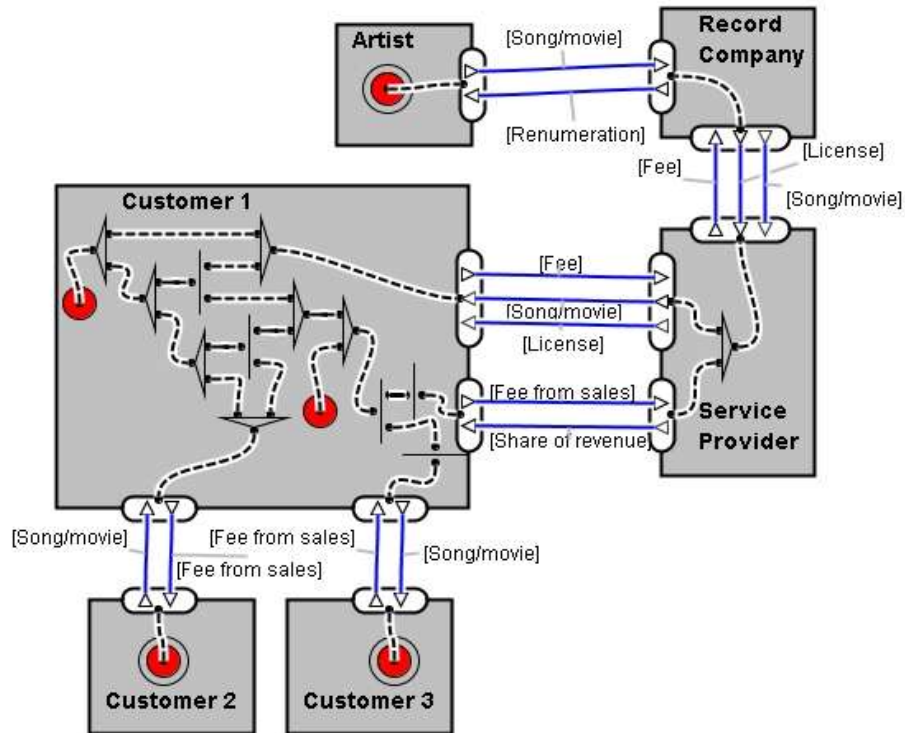 Artist
[Song/movie]
Record
Company
[Renumeration]
[Fee]
[License]
[Song/movie]
Customer 1
[Fee]
[Song/movie]
[License]
[Fee from sales]
[Share of revenue]
Service
Provider
[Song/movie]
[Fee from sales]
[Fee from sales]
[Song/movie]
Customer 2
Customer 3